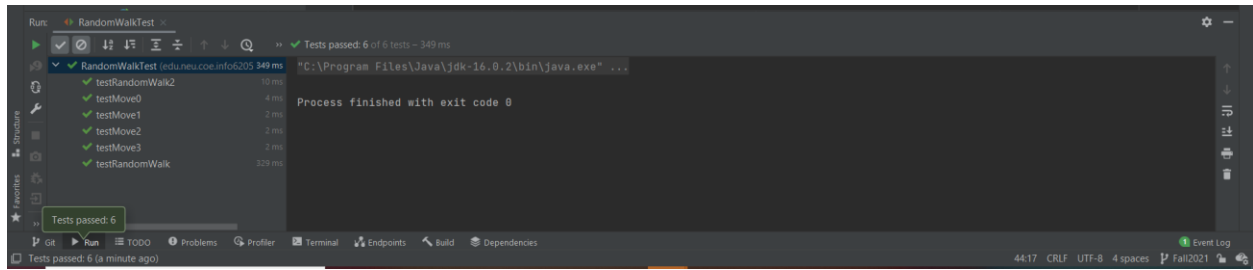 Run: RandomWalkTest ×
Tests passed: 6 of 6 tests – 349 ms
RandomWalkTest (edu.neu.coe.info6205 349 ms
testRandomWalk2 10 ms
testMove0 4 ms
testMove1 2 ms
testMove2 2 ms
testMove3 2 ms
testRandomWalk 329 ms
"C:\Program Files\Java\jdk-16.0.2\bin\java.exe" ...
Process finished with exit code 0
Structure
Favorites
Tests passed: 6
Git Run TODO Problems Profiler Terminal Endpoints Build Dependencies 1 Event Log
Tests passed: 6 (a minute ago) 44:17 CRLF UTF-8 4 spaces Fall2021